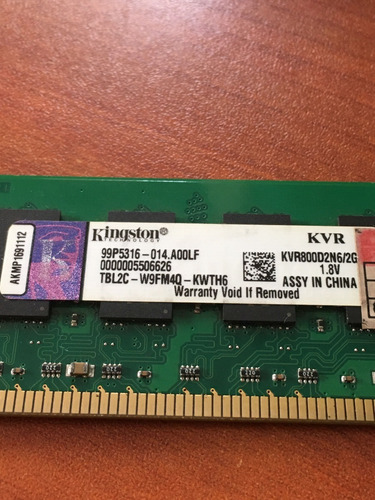 AKMP1691112
Kingston
TECHNOLOGY
99P5316-014.A00LF
0000005506626
TBL2C-W9FM4Q-KWTH6
Warranty Void If Removed
KVR
KVR800D2N6/2G
1.8V
ASSY IN CHINA